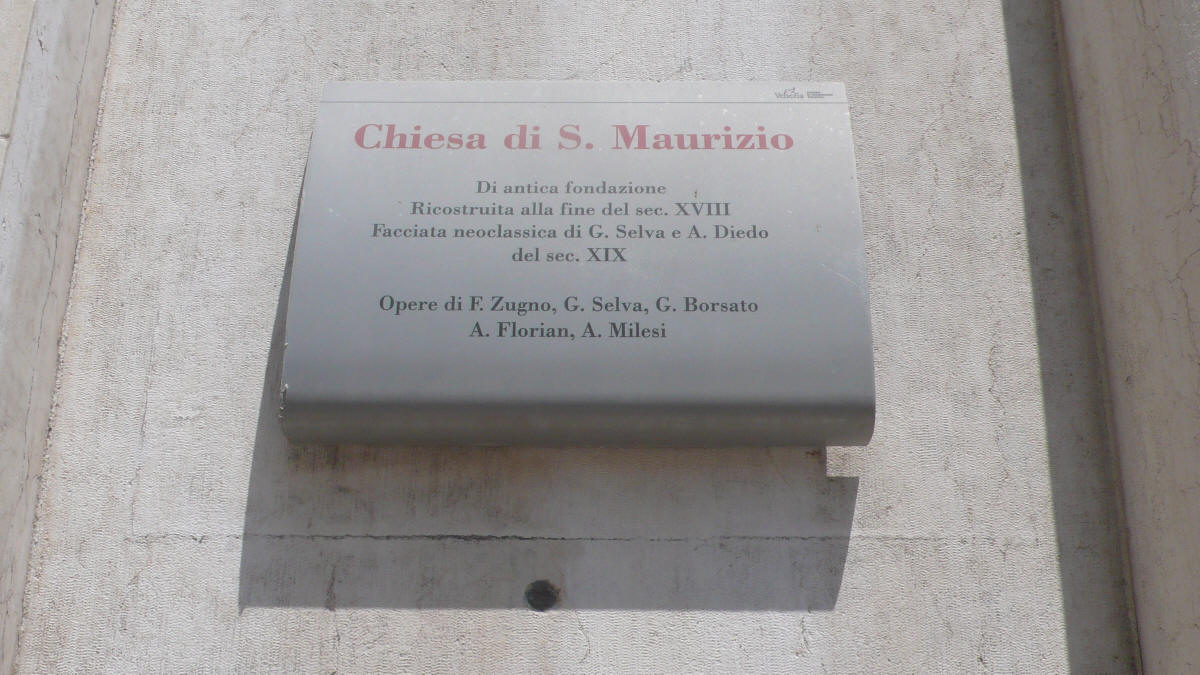 Venezia
Chiesa di S. Maurizio
Di antica fondazione
Ricostruita alla fine del sec. XVIII
Facciata neoclassica di G. Selva e A. Diedo
del sec. XIX
Opere di F. Zugno, G. Selva, G. Borsato
A. Florian, A. Milesi